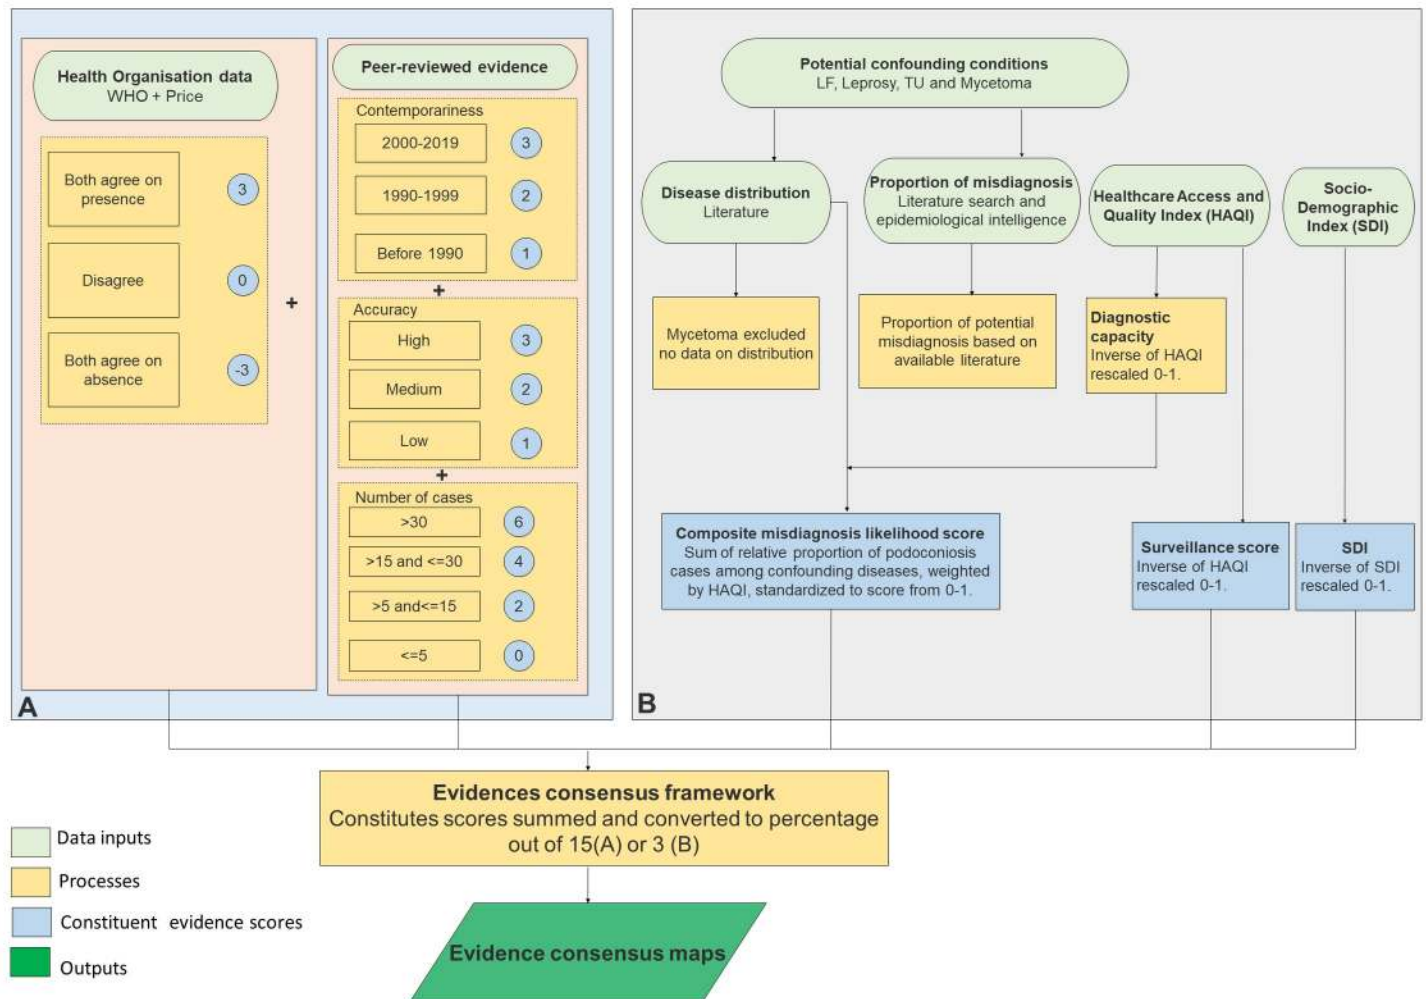 Health Organisation data
WHO + Price
Both agree on
presence
3
Disagree
0
Both agree on
absence
-3
+
Peer-reviewed evidence
Contemporariness
2000-2019
3
1990-1999
2
Before 1990
1
+
Accuracy
High
3
Medium
2
Low
1
+
Number of cases
>30
6
>15 and <=30
4
>5 and<=15
2
<=5
0
A
Potential confounding conditions
LF, Leprosy, TU and Mycetoma
Disease distribution
Literature
Proportion of misdiagnosis
Literature search and
epidemiological intelligence
Healthcare Access and
Quality Index (HAQI)
Socio-
Demographic
Index (SDI)
Mycetoma excluded
no data on distribution
Proportion of potential
misdiagnosis based on
available literature
Diagnostic
capacity
Inverse of HAQI
rescaled 0-1.
Composite misdiagnosis likelihood score
Sum of relative proportion of podoconiosis
cases among confounding diseases, weighted
by HAQI, standardized to score from 0-1.
Surveillance score
Inverse of HAQI
rescaled 0-1.
SDI
Inverse of SDI
rescaled 0-1.
B
Evidences consensus framework
Constitutes scores summed and converted to percentage
out of 15(A) or 3 (B)
Evidence consensus maps
Data inputs
Processes
Constituent evidence scores
Outputs